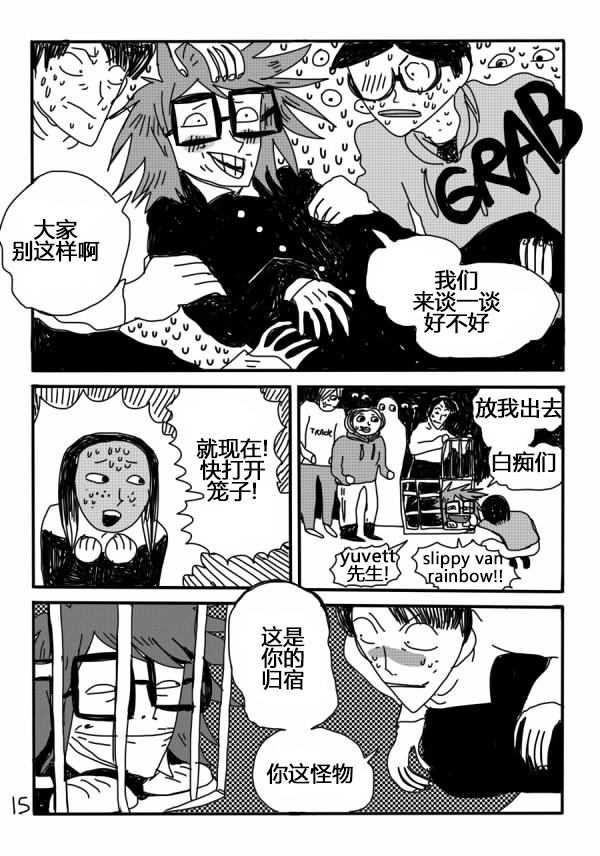 大家
别这样啊
GRAB
我们
来谈一谈
好不好
就现在!
快打开
笼子!
TRACK
放我出去
白痴们
yuvett
先生!
slippy van
rainbow!!
这是
你的
归宿
你这怪物
15